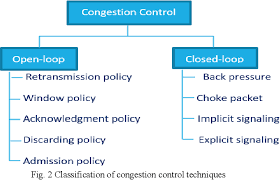 Congestion Control
Open-loop
Retransmission policy
Window policy
Acknowledgment policy
Discarding policy
Admission policy
Closed-loop
Back pressure
Choke packet
Implicit signaling
Explicit signaling
Fig. 2 Classification of congestion control techniques